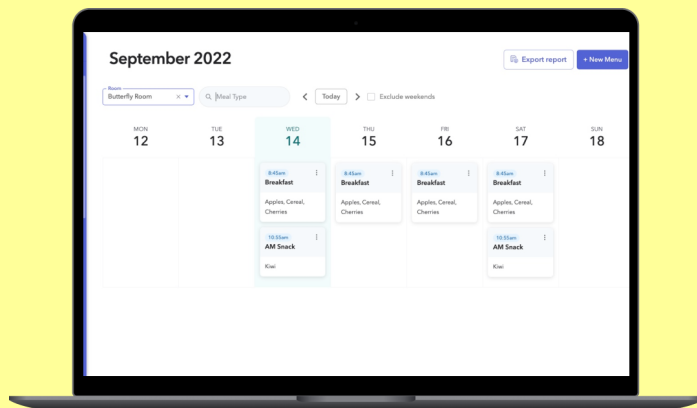 September 2022
Export report
+ New Menu
Room
Butterfly Room
Meal Type
Today
Exclude weekends
MON
12
TUE
13
WED
14
THU
15
FRI
16
SAT
17
SUN
18
8:45am
Breakfast
Apples, Cereal,
Cherries
8:45am
Breakfast
Apples, Cereal,
Cherries
8:45am
Breakfast
Apples, Cereal,
Cherries
8:45am
Breakfast
Apples, Cereal,
Cherries
10:55am
AM Snack
Kiwi
10:55am
AM Snack
Kiwi